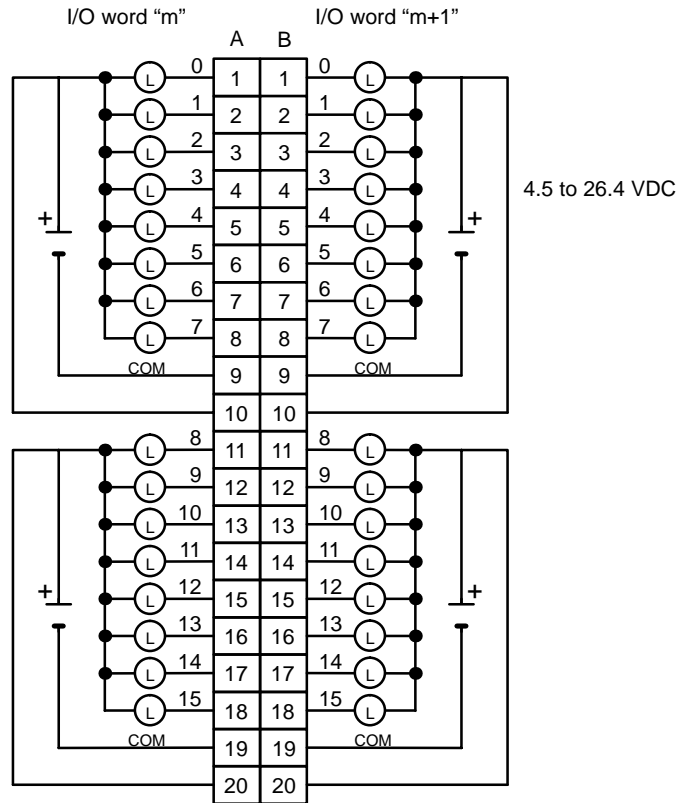 I/O word “m” I/O word “m+1”
A B
0 1 1 0
L L
1 2 2 1
L L
2 3 3 2
L L
3 4 4 3
L L
4.5 to 26.4 VDC
4 5 5 4
+ L L +
5 6 6 5
L L
6 7 7 6
L L
7 8 8 7
L L
COM 9 9 COM
10 10
8 11 11 8
L L
9 12 12 9
L L
10 13 13 10
L L
11 14 14 11
L L
12 15 15 12
+ L L +
13 16 16 13
L L
14 17 17 14
L L
15 18 18 15
L L
COM 19 19 COM
20 20